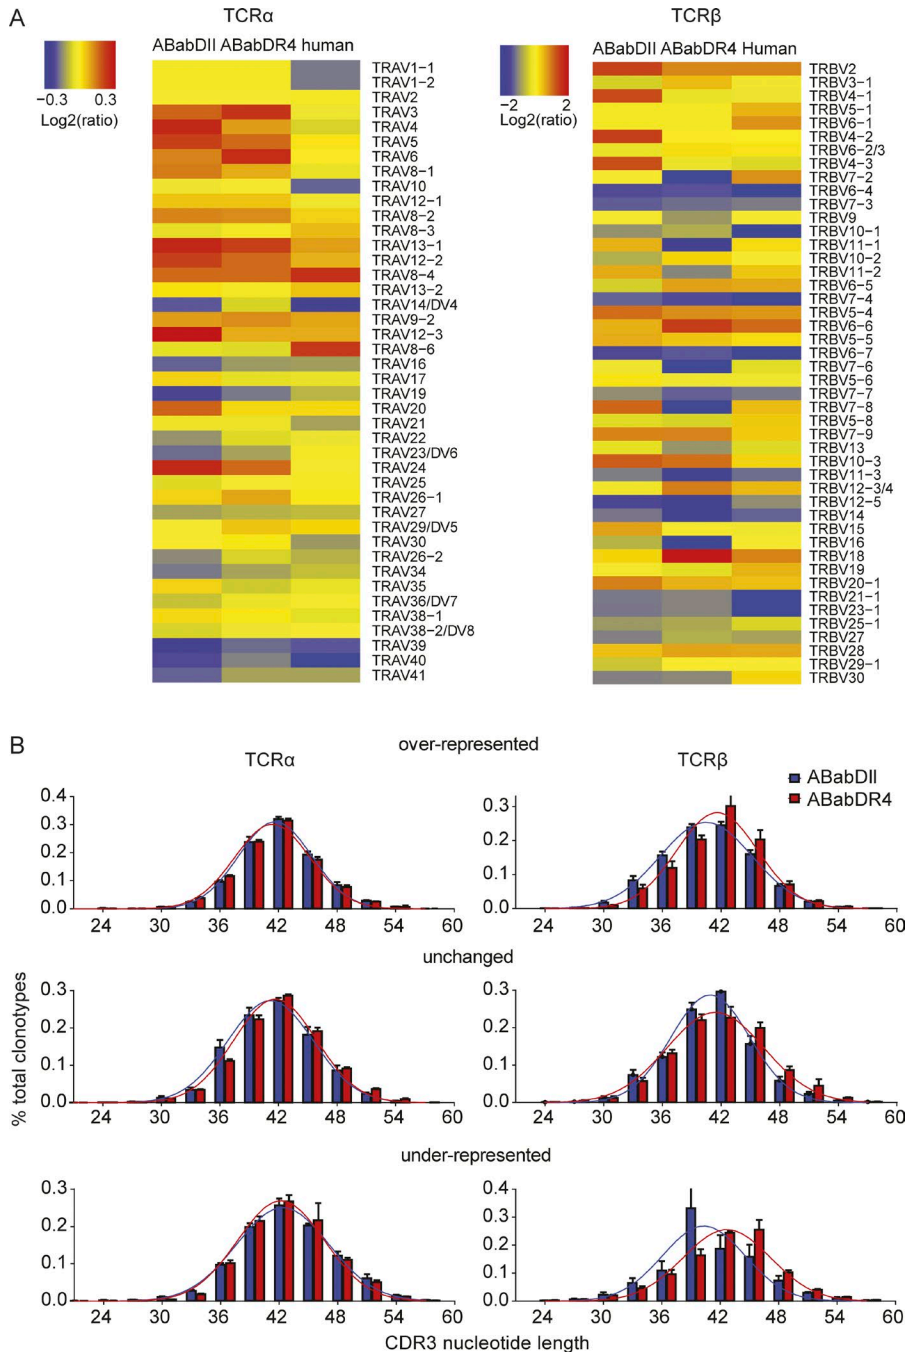 A
TCRα
TCRβ
ABabDII ABabDR4 human
ABabDII ABabDR4 Human
−0.3 0.3
Log2(ratio)
−2 2
Log2(ratio)
TRAV1−1
TRAV1−2
TRAV2
TRAV3
TRAV4
TRAV5
TRAV6
TRAV8−1
TRAV10
TRAV12−1
TRAV8−2
TRAV8−3
TRAV13−1
TRAV12−2
TRAV8−4
TRAV13−2
TRAV14/DV4
TRAV9−2
TRAV12−3
TRAV8−6
TRAV16
TRAV17
TRAV19
TRAV20
TRAV21
TRAV22
TRAV23/DV6
TRAV24
TRAV25
TRAV26−1
TRAV27
TRAV29/DV5
TRAV30
TRAV26−2
TRAV34
TRAV35
TRAV36/DV7
TRAV38−1
TRAV38−2/DV8
TRAV39
TRAV40
TRAV41
TRBV2
TRBV3−1
TRBV4−1
TRBV5−1
TRBV6−1
TRBV4−2
TRBV6−2/3
TRBV4−3
TRBV7−2
TRBV6−4
TRBV7−3
TRBV9
TRBV10−1
TRBV11−1
TRBV10−2
TRBV11−2
TRBV6−5
TRBV7−4
TRBV5−4
TRBV6−6
TRBV5−5
TRBV6−7
TRBV7−6
TRBV5−6
TRBV7−7
TRBV7−8
TRBV5−8
TRBV7−9
TRBV13
TRBV10−3
TRBV11−3
TRBV12−3/4
TRBV12−5
TRBV14
TRBV15
TRBV16
TRBV18
TRBV19
TRBV20−1
TRBV21−1
TRBV23−1
TRBV25−1
TRBV27
TRBV28
TRBV29−1
TRBV30
B
over-represented
TCRα
TCRβ
ABabDII
ABabDR4
0.4
0.3
0.2
0.1
0.0
24 30 36 42 48 54 60
0.3
0.2
0.1
0.0
24 30 36 42 48 54 60
unchanged
% total clonotypes
0.3
0.2
0.1
0.0
24 30 36 42 48 54 60
0.3
0.2
0.1
0.0
24 30 36 42 48 54 60
under-represented
0.3
0.2
0.1
0.0
24 30 36 42 48 54 60
0.4
0.3
0.2
0.1
0.0
24 30 36 42 48 54 60
CDR3 nucleotide length